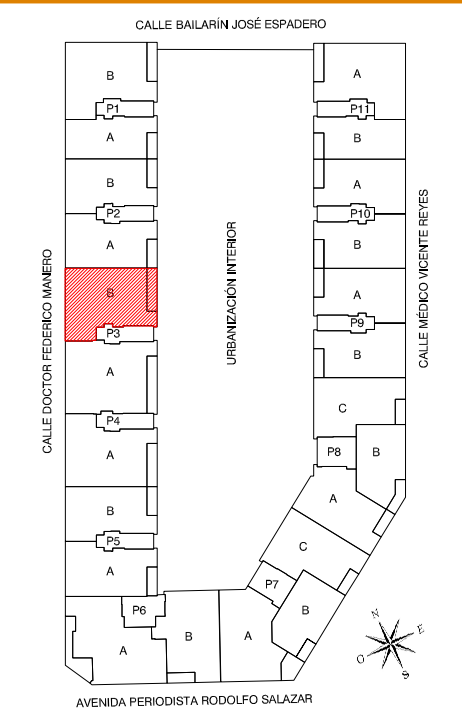 CALLE BAILARÍN JOSÉ ESPADERO
B
A
P1
P11
A
B
B
A
P2
P10
A
B
CALLE DOCTOR FEDERICO MANERO
URBANIZACIÓN INTERIOR
CALLE MÉDICO VICENTE REYES
B
A
P3
P9
A
B
C
P4
P8
B
A
A
B
P5
C
A
P7
P6
B
A
B
A
N
E
O
S
AVENIDA PERIODISTA RODOLFO SALAZAR